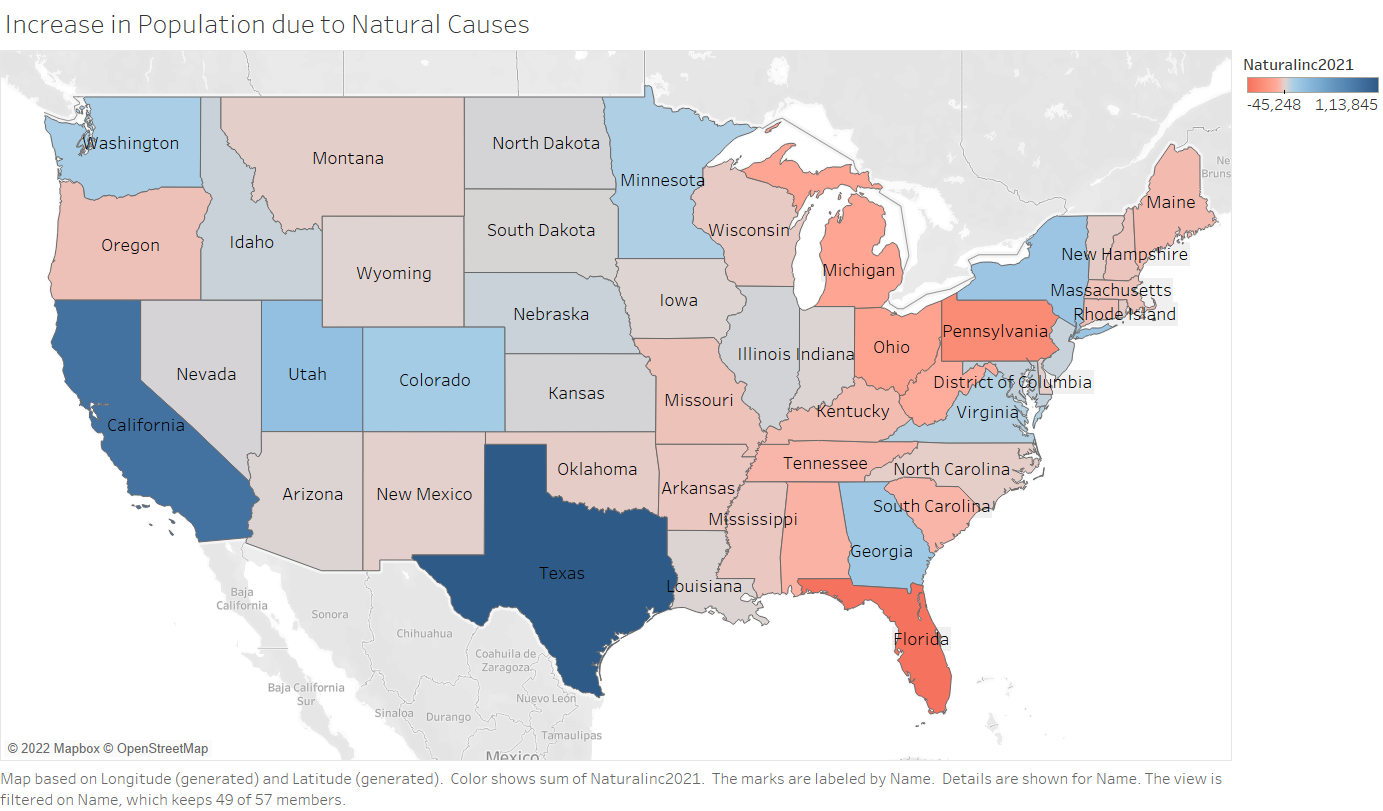 Increase in Population due to Natural Causes
Naturalinc2021
-45,248 1,13,845
Washington
Montana
North Dakota
Minnesota
Ne
Bruns
Maine
Oregon
Idaho
South Dakota
Wisconsin
New Hampshire
Wyoming
Michigan
Massachusetts
Iowa
Nebraska
Rhode Island
Pennsylvania
Nevada
Utah
Colorado
Illinois
Indiana
Ohio
District of Columbia
Kansas
Missouri
Kentucky
Virginia
California
Tennessee
North Carolina
Oklahoma
Arizona
New Mexico
Arkansas
South Carolina
Mississippi
Georgia
Texas
Louisiana
Baja
California
Sonora
Chihuahua
Florida
Coahuila de
Zaragoza
Baja California
Sur
Nuevo León
Sinaloa
Durango
Tamaulipas
Mexico
© 2022 Mapbox © OpenStreetMap
Map based on Longitude (generated) and Latitude (generated).  Color shows sum of Naturalinc2021.  The marks are labeled by Name.  Details are shown for Name. The view is
filtered on Name, which keeps 49 of 57 members.